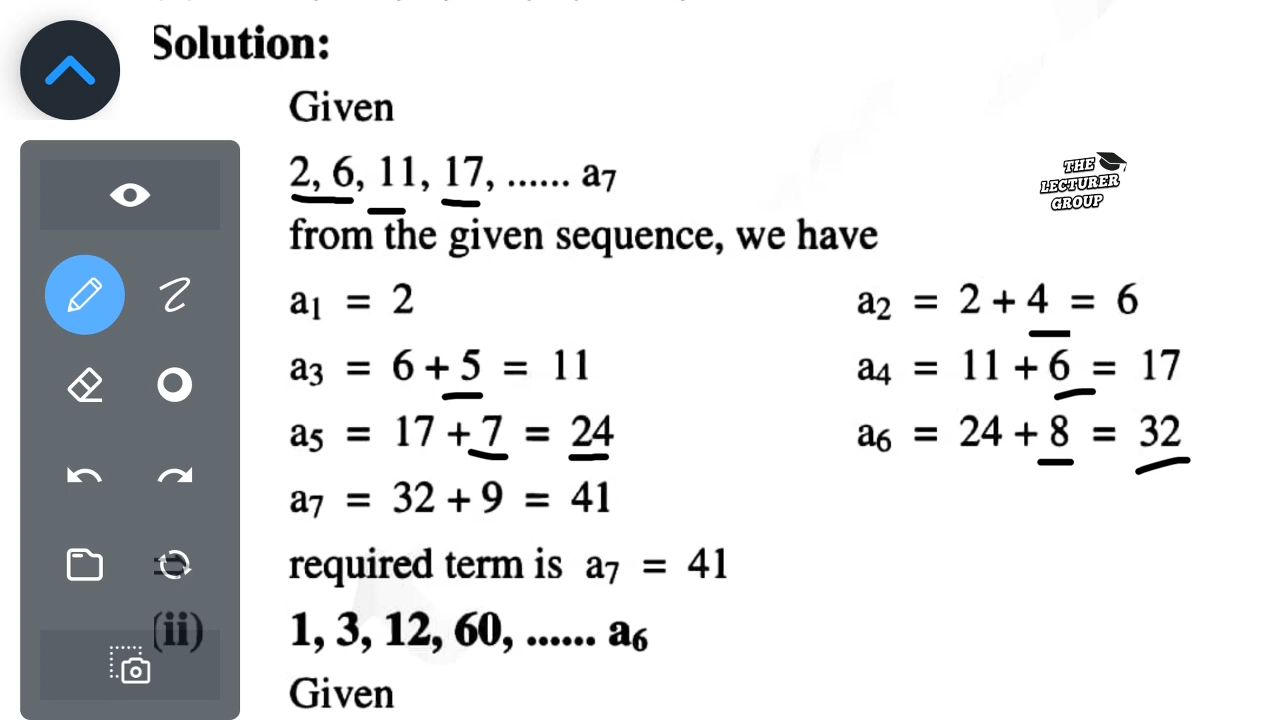 Solution:
Given
2, 6, 11, 17, ...... a7
THE
LECTURER
GROUP
from the given sequence, we have
a1 = 2
a2 = 2 + 4 = 6
a3 = 6 + 5 = 11
a4 = 11 + 6 = 17
a5 = 17 + 7 = 24
a6 = 24 + 8 = 32
a7 = 32 + 9 = 41
required term is a7 = 41
(ii) 1, 3, 12, 60, ...... a6
Given